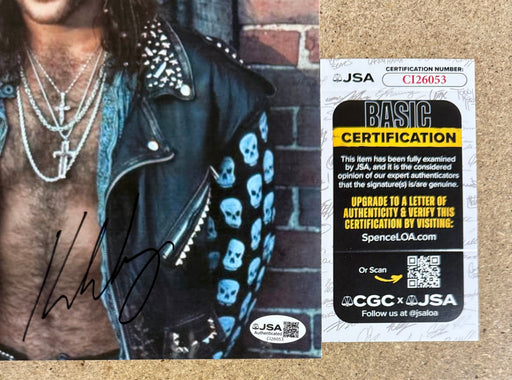 JSA
CERTIFICATION NUMBER:
CI26053
BASIC
CERTIFICATION
This item has been fully examined
by JSA, and it is the considered
opinion of our expert authenticators
that the signature(s) is/are genuine.
UPGRADE TO A LETTER OF
AUTHENTICITY & VERIFY THIS
CERTIFICATION BY VISITING:
SpenceLOA.com
Or Scan
CGC x JSA
Follow us at @jsaloa
JSA
Authenticated
CI26053